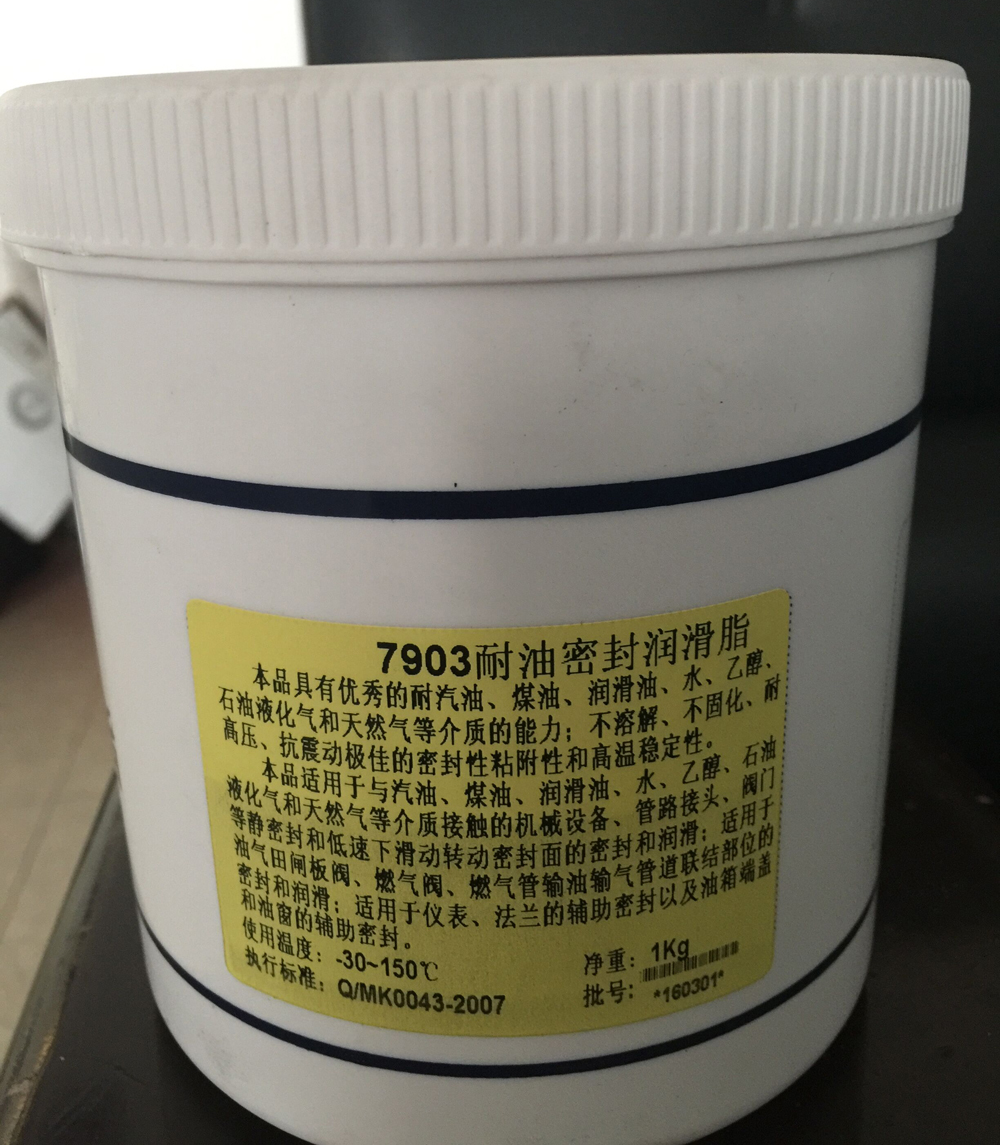 7903耐油密封润滑脂
本品具有优秀的耐汽油、煤油、润滑油、水、乙醇、
石油液化气和天然气等介质的能力；不溶解、不固化、耐
高压、抗震动极佳的密封性粘附性和高温稳定性。
本品适用于与汽油、煤油、润滑油、水、乙醇、石油
液化气和天然气等介质接触的机械设备、管路接头、阀门
等静密封和低速下滑动转动密封面的密封和润滑；适用于
油气田闸板阀、燃气阀、燃气管输油输气管道联结部位的
密封和润滑；适用于仪表、法兰的辅助密封以及油箱端盖
和油窗的辅助密封。
使用温度：-30~150℃ 净重：1Kg
执行标准：Q/MK0043-2007 批号：*160301*